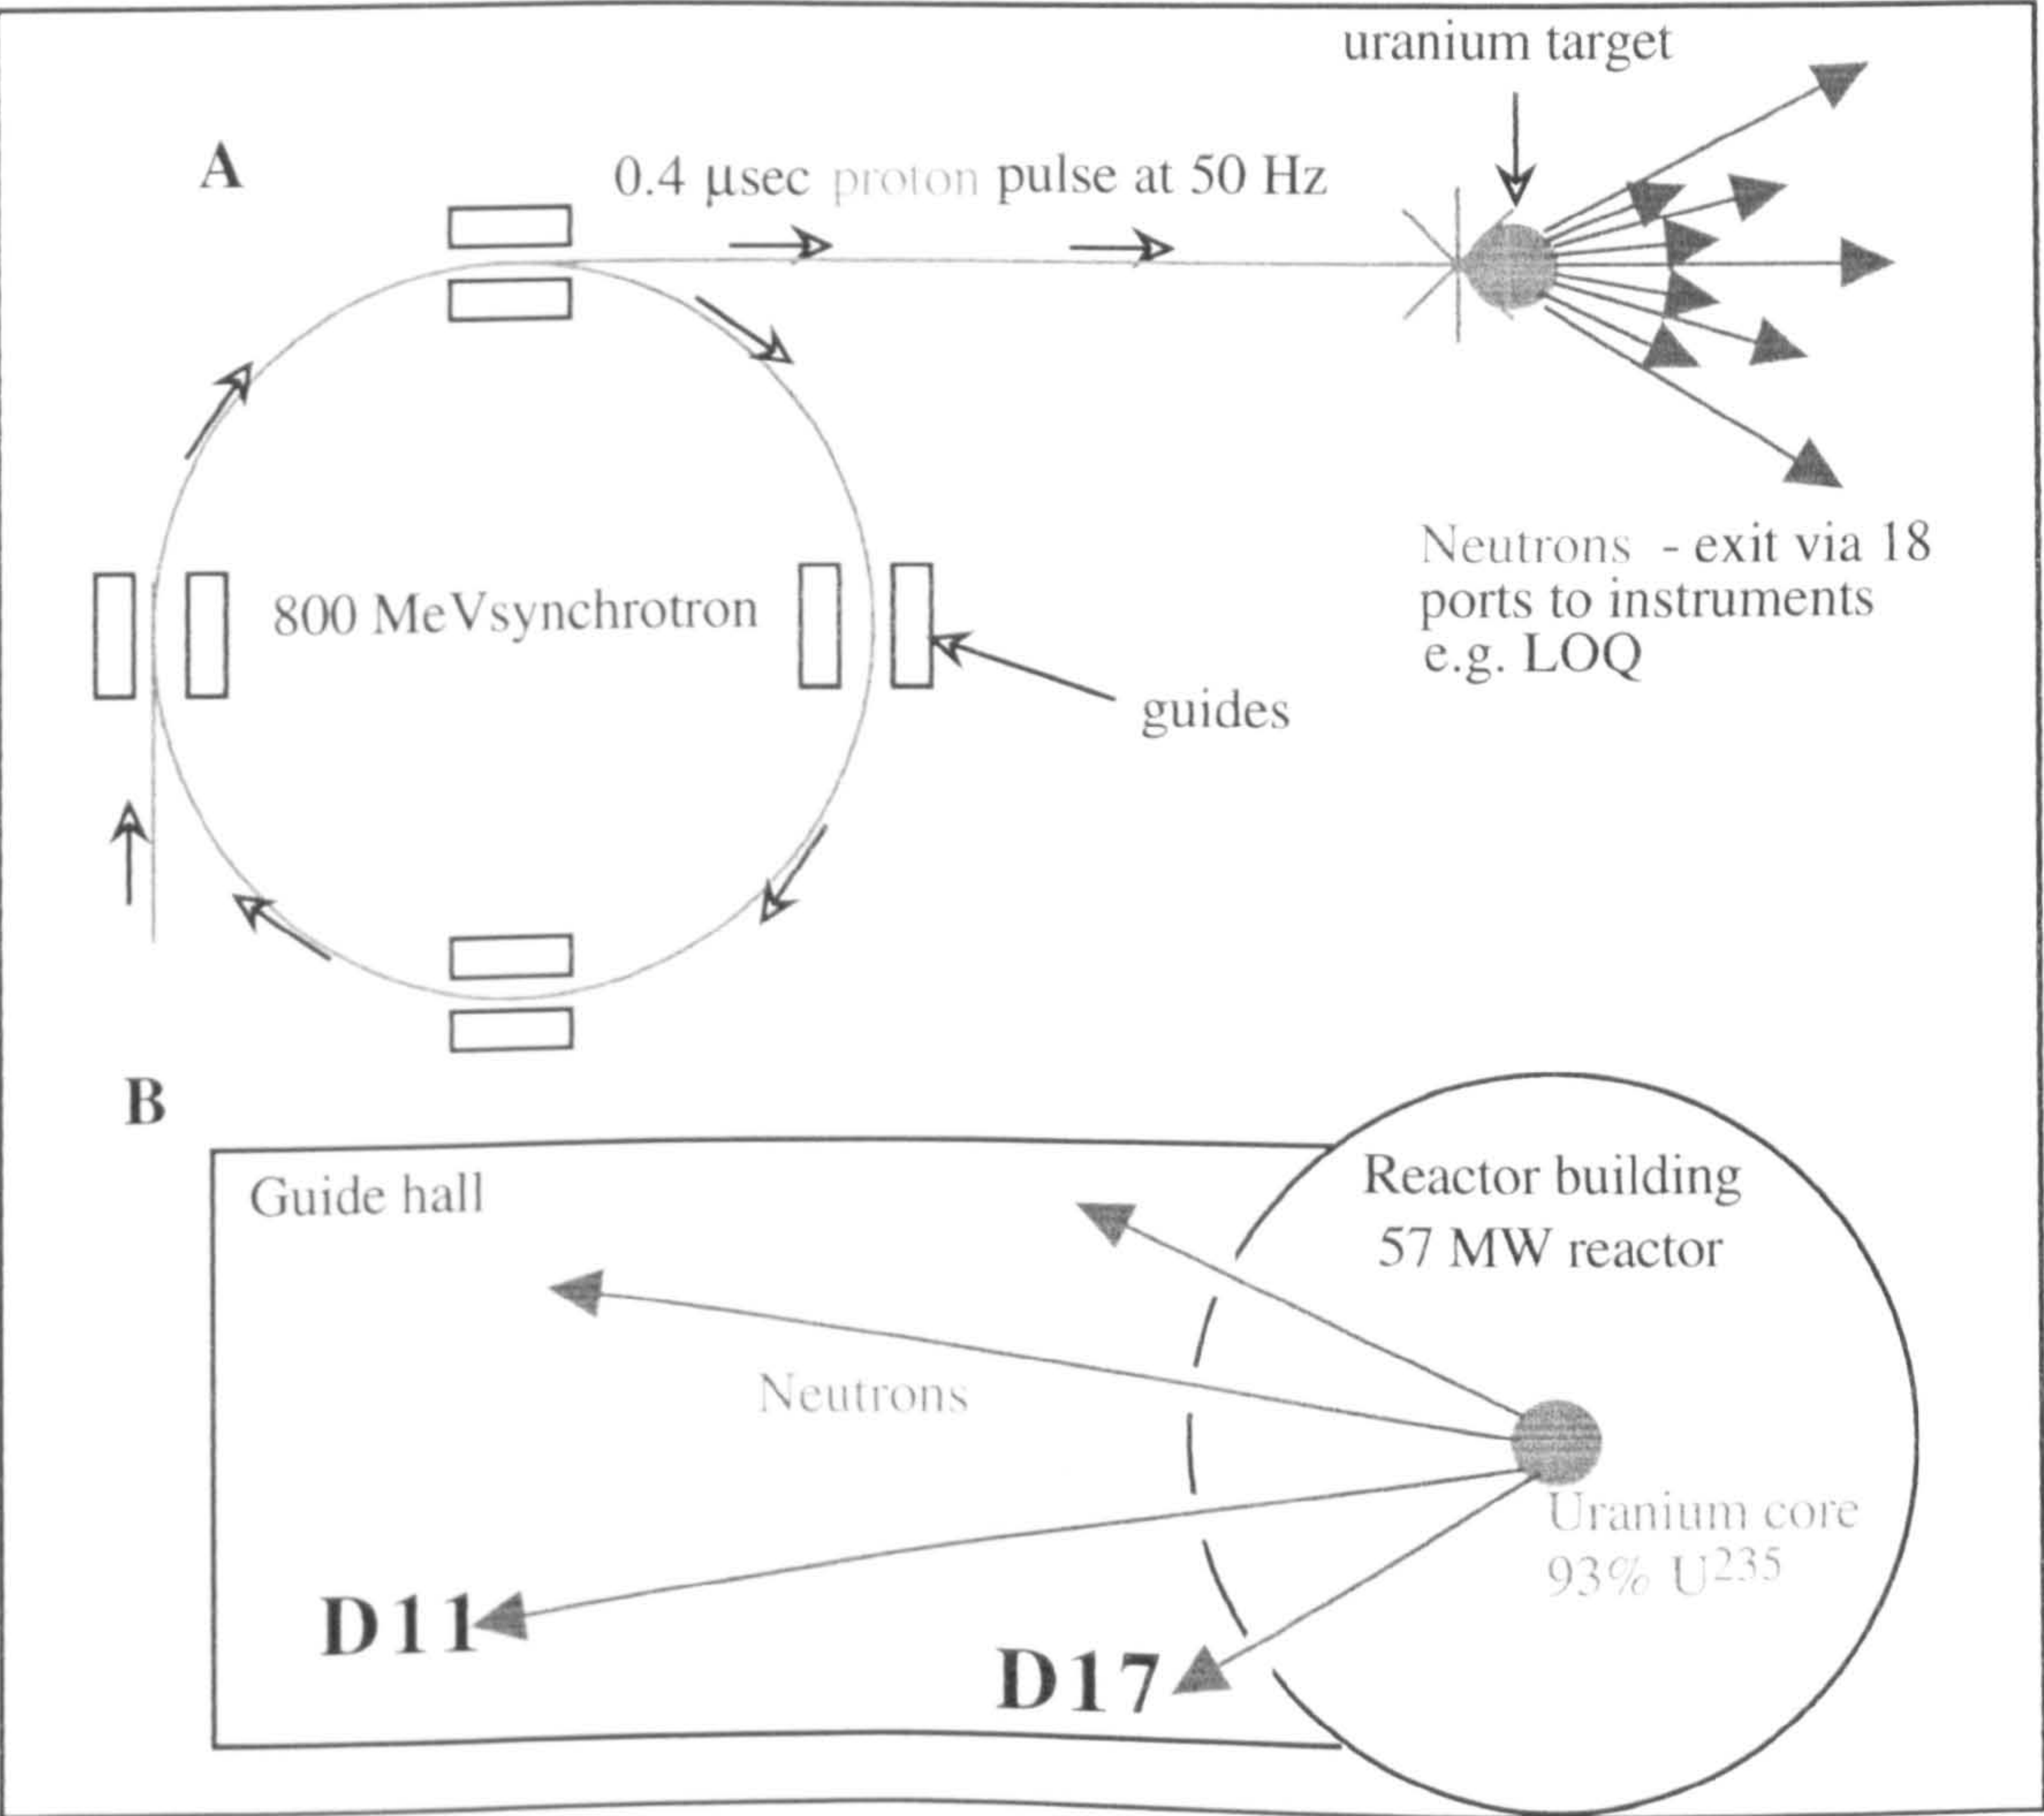 uranium target
A
0.4 μsec proton pulse at 50 Hz
800 MeVsynchrotron
Neutrons - exit via 18
ports to instruments
e.g. LOQ
guides
B
Guide hall
Reactor building
57 MW reactor
Neutrons
Uranium core
93% U²³⁵
D11
D17